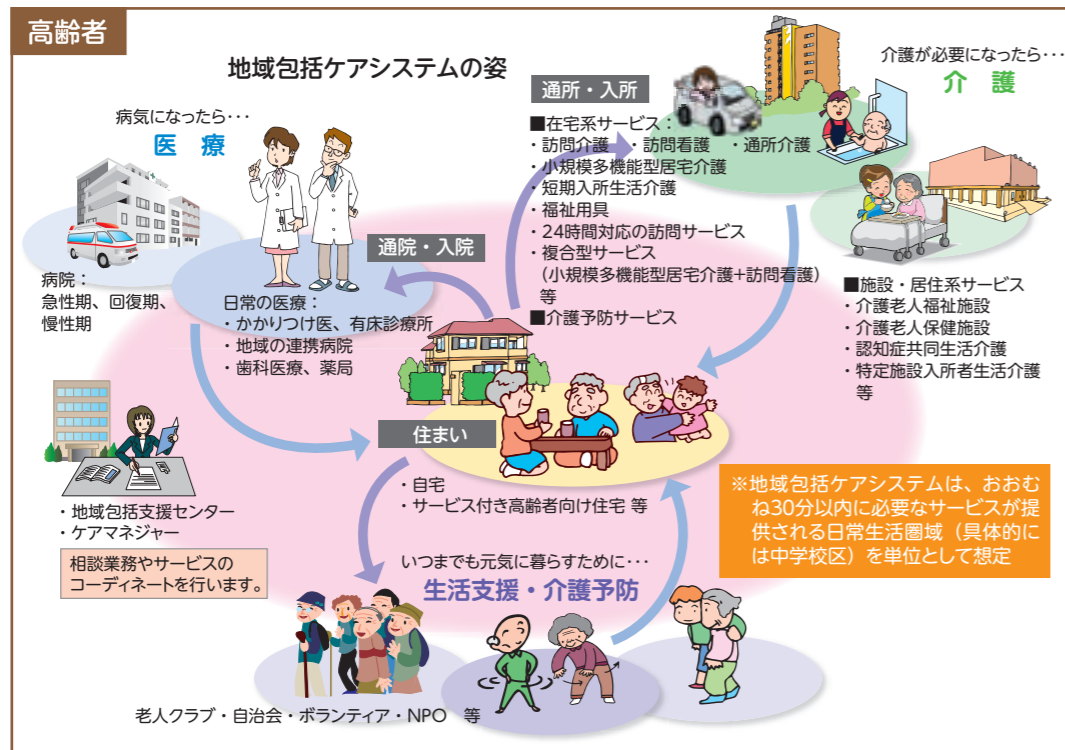 高齢者
地域包括ケアシステムの姿
病気になったら･･･
医 療
病院：
急性期、回復期、
慢性期
日常の医療：
・かかりつけ医、有床診療所
・地域の連携病院
・歯科医療、薬局
通院・入院
通所・入所
■在宅系サービス：
・訪問介護　・訪問看護　・通所介護
・小規模多機能型居宅介護
・短期入所生活介護
・福祉用具
・24時間対応の訪問サービス
・複合型サービス
(小規模多機能型居宅介護+訪問看護)
等
■介護予防サービス
介護が必要になったら･･･
介 護
■施設・居住系サービス
・介護老人福祉施設
・介護老人保健施設
・認知症共同生活介護
・特定施設入所者生活介護
等
住まい
・自宅
・サービス付き高齢者向け住宅 等
・地域包括支援センター
・ケアマネジャー
相談業務やサービスの
コーディネートを行います。
※地域包括ケアシステムは、おおむ
ね30分以内に必要なサービスが提
供される日常生活圏域（具体的に
は中学校区）を単位として想定
いつまでも元気に暮らすために･･･
生活支援・介護予防
老人クラブ・自治会・ボランティア・NPO 等